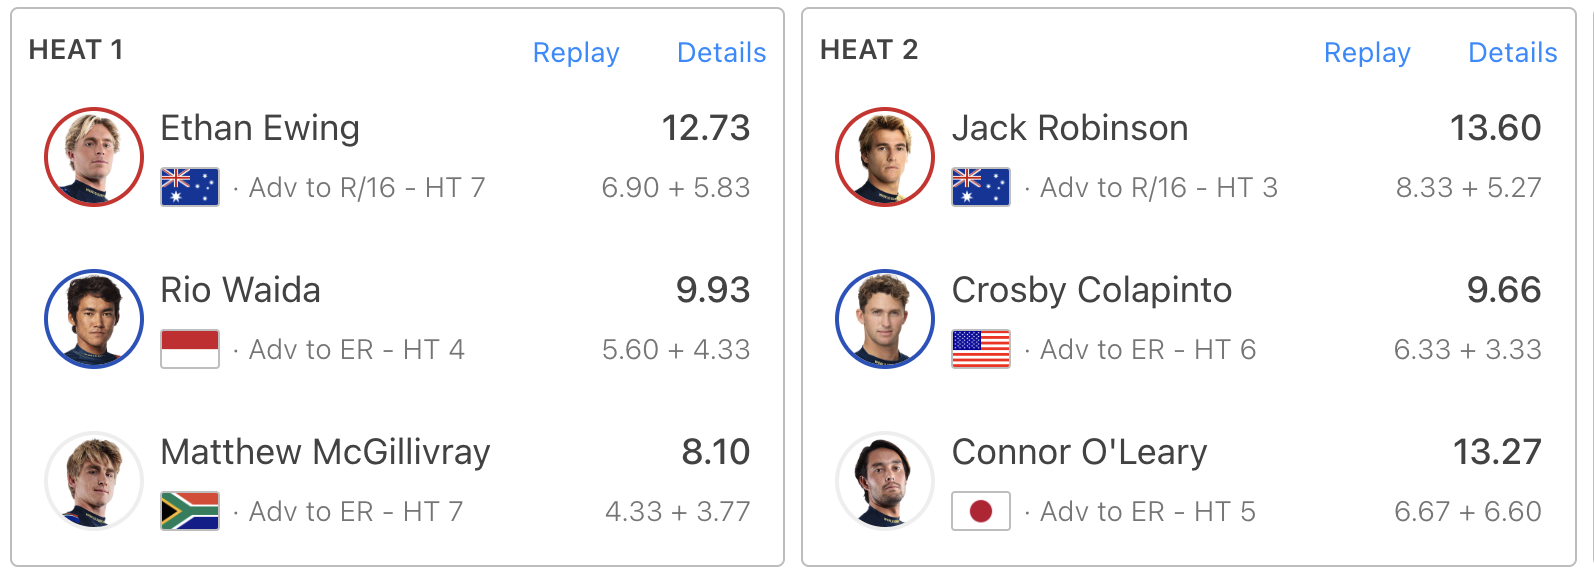 HEAT 1
Replay
Details
Ethan Ewing
12.73
· Adv to R/16 - HT 7
6.90 + 5.83
Rio Waida
9.93
· Adv to ER - HT 4
5.60 + 4.33
Matthew McGillivray
8.10
· Adv to ER - HT 7
4.33 + 3.77
HEAT 2
Replay
Details
Jack Robinson
13.60
· Adv to R/16 - HT 3
8.33 + 5.27
Crosby Colapinto
9.66
· Adv to ER - HT 6
6.33 + 3.33
Connor O'Leary
13.27
· Adv to ER - HT 5
6.67 + 6.60